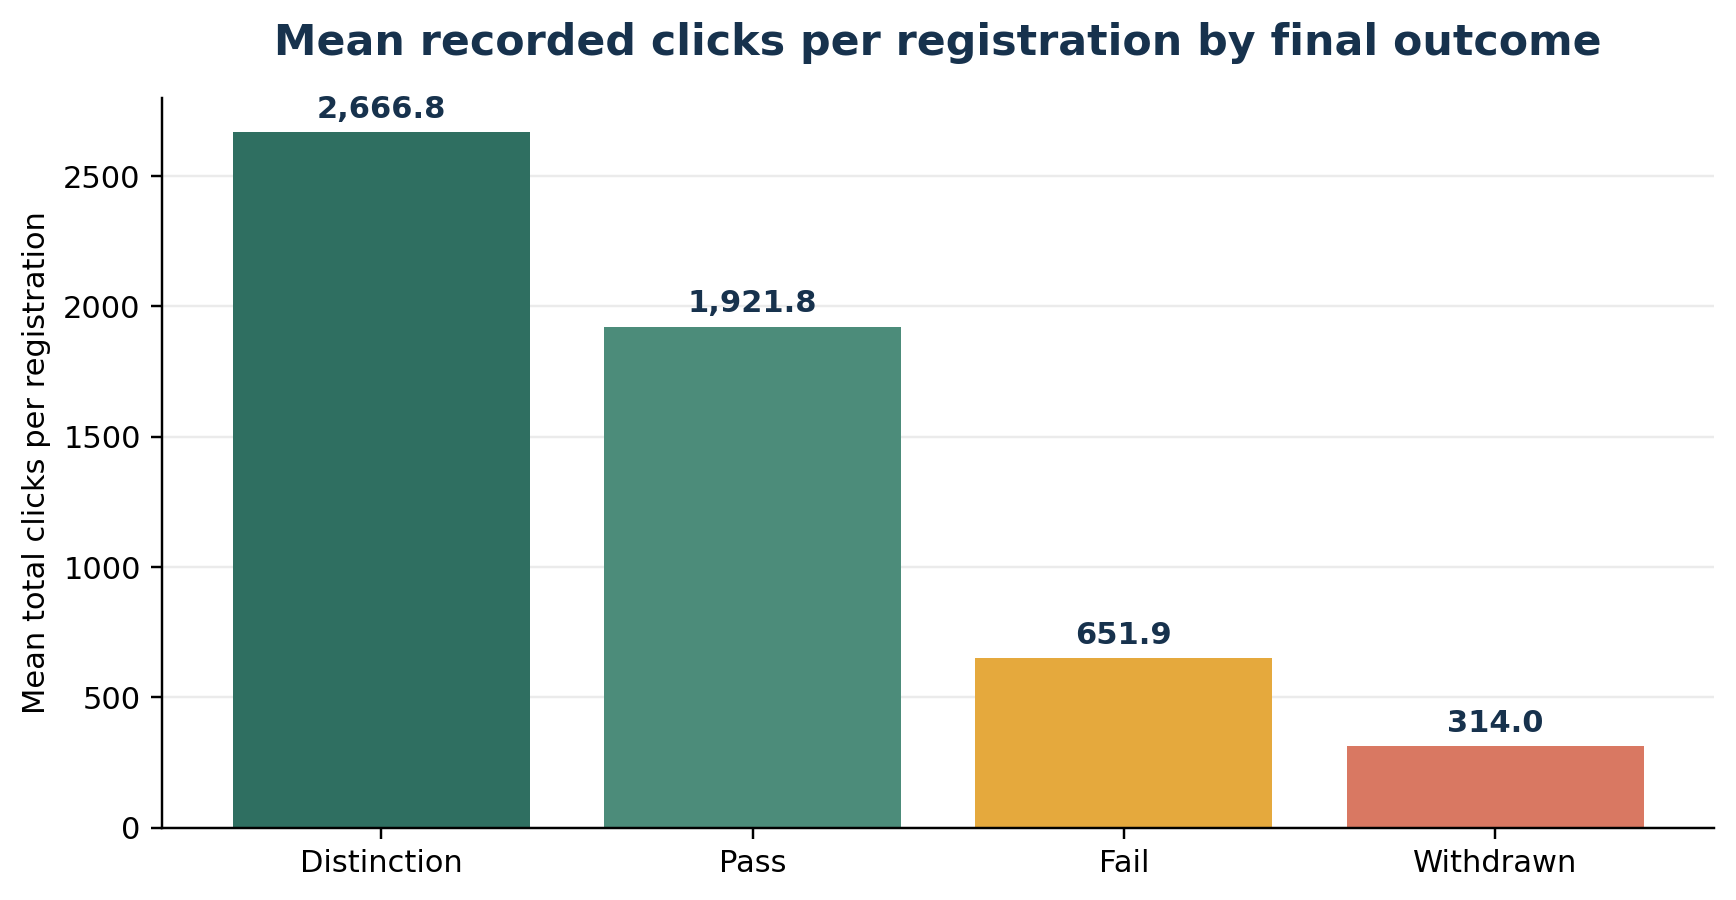 Mean recorded clicks per registration by final outcome
Mean total clicks per registration
2500
2000
1500
1000
500
0
2,666.8
1,921.8
651.9
314.0
Distinction
Pass
Fail
Withdrawn